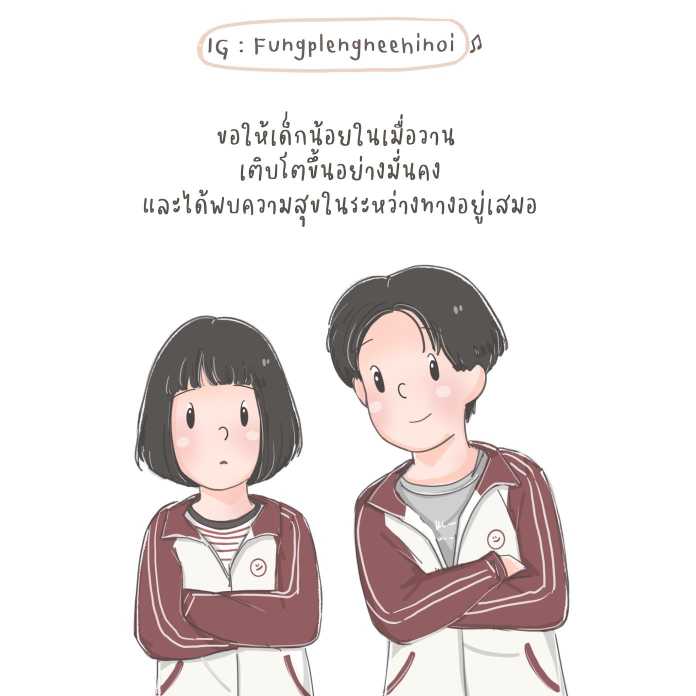 IG : Fungplengneehinoi ♫
ขอให้เด็กน้อยในเมื่อวาน
เติบโตขึ้นอย่างมั่นคง
และได้พบความสุขในระหว่างทางอยู่เสมอ